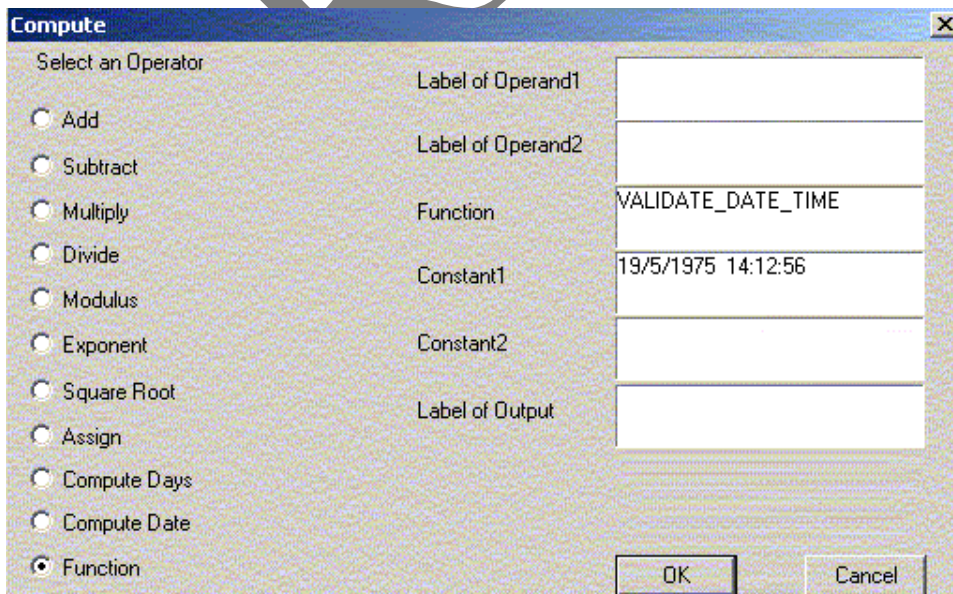 Compute
Select an Operator
Add
Subtract
Multiply
Divide
Modulus
Exponent
Square Root
Assign
Compute Days
Compute Date
Function
Label of Operand1
Label of Operand2
Function
VALIDATE_DATE_TIME
Constant1
19/5/1975 14:12:56
Constant2
Label of Output
OK
Cancel